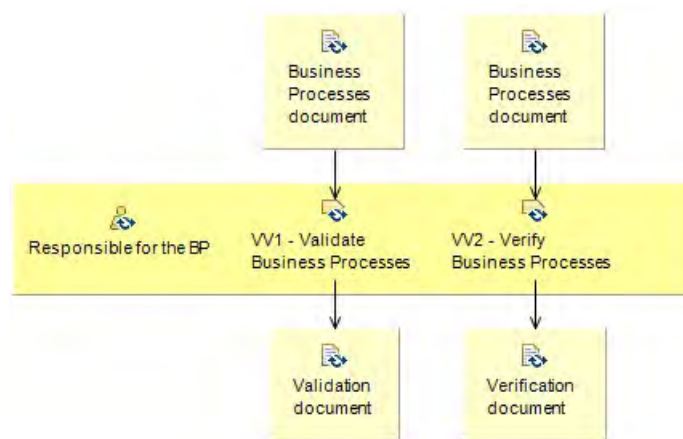 Business
Processes
document
Business
Processes
document
Responsible for the BP
VV1 - Validate
Business Processes
VV2 - Verify
Business Processes
Validation
document
Verification
document